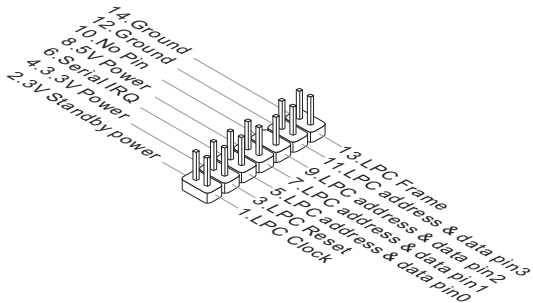 14.Ground
12.Ground
10.No Pin
8.5V Power
6.Serial IRQ
4.3.3V Power
2.3V Standby power
13.LPC Frame
11.LPC address & data pin3
9.LPC address & data pin2
7.LPC address & data pin1
5.LPC address & data pin0
3.LPC Reset
1.LPC Clock